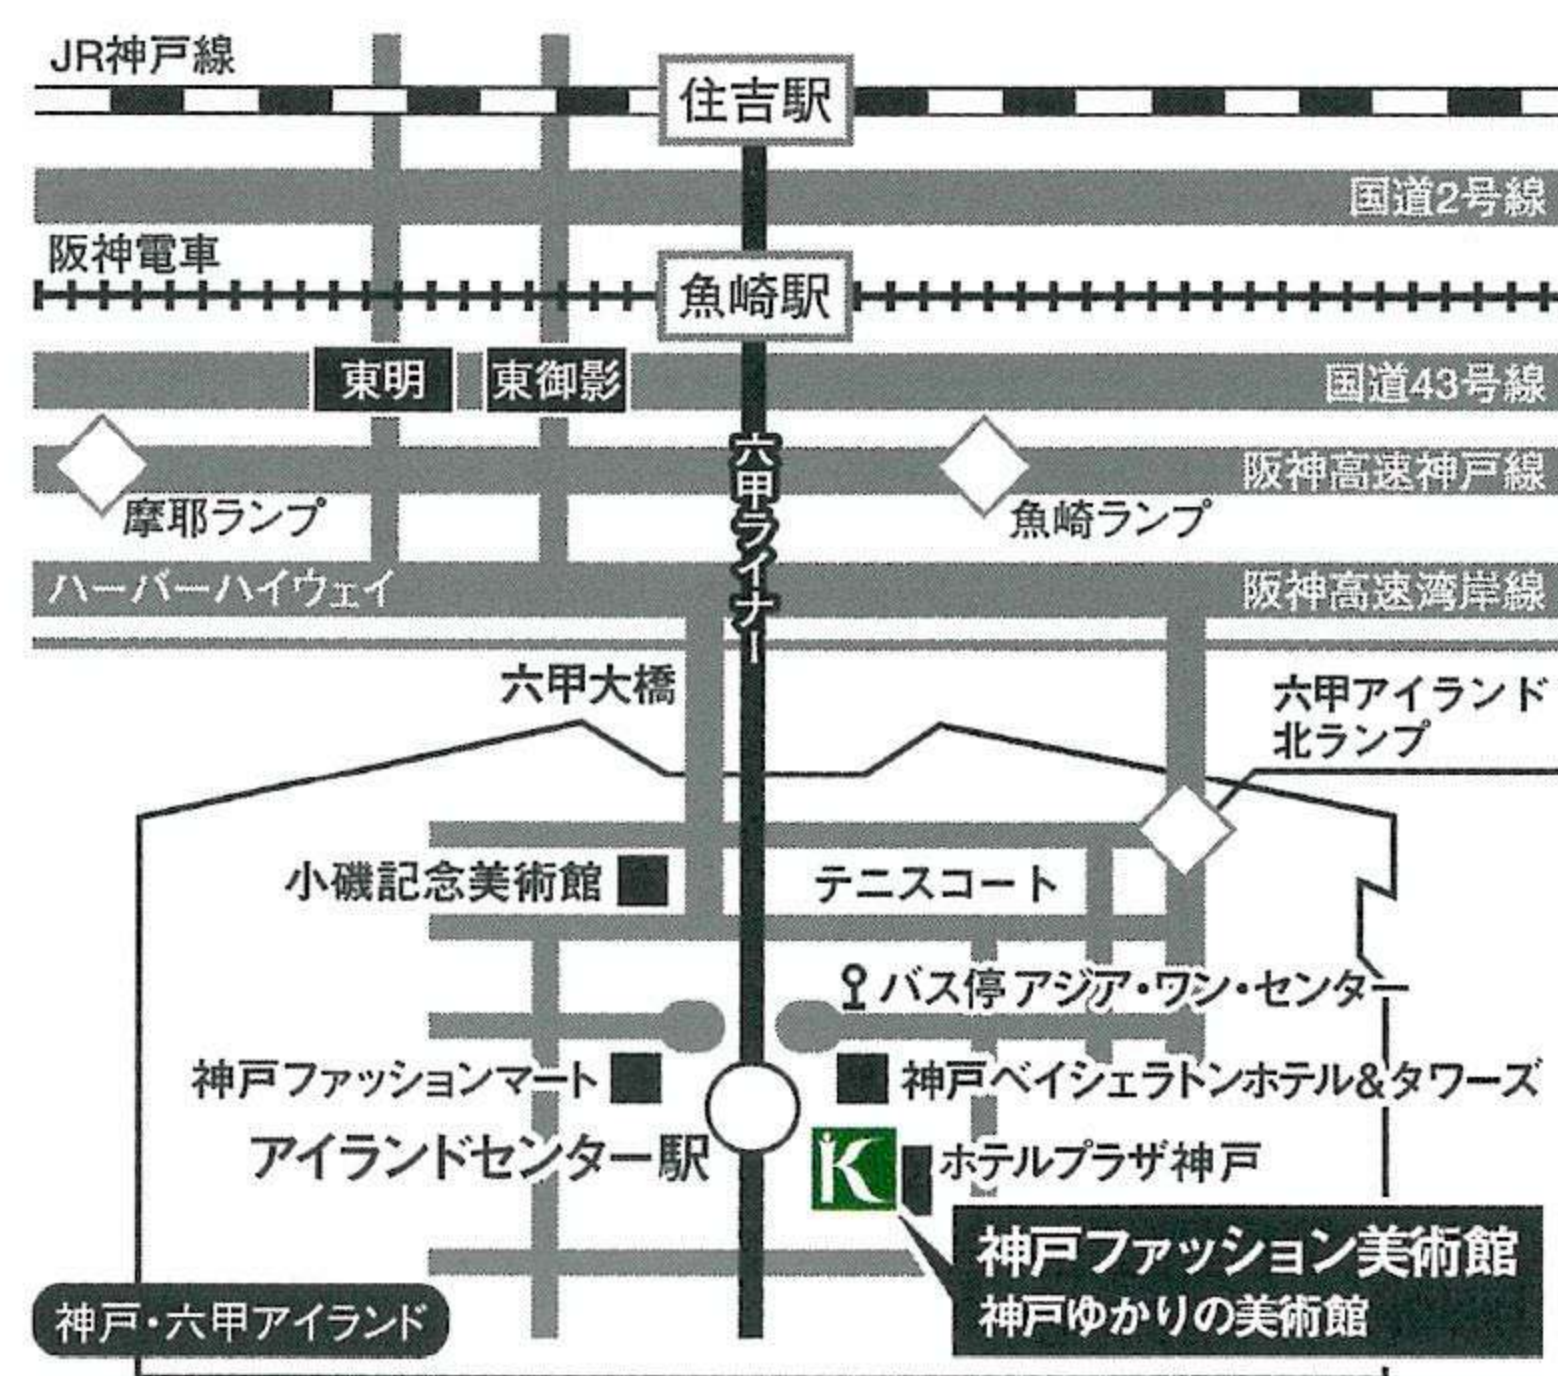 JR神戸線
住吉駅
国道2号線
阪神電車
魚崎駅
東明
東御影
国道43号線
六甲ライナー
阪神高速神戸線
摩耶ランプ
魚崎ランプ
ハーバーハイウェイ
阪神高速湾岸線
六甲大橋
六甲アイランド
北ランプ
小磯記念美術館
テニスコート
バス停 アジア・ワン・センター
神戸ファッションマート
神戸ベイシェラトンホテル&タワーズ
アイランドセンター駅
K
ホテルプラザ神戸
神戸ファッション美術館
神戸ゆかりの美術館
神戸・六甲アイランド